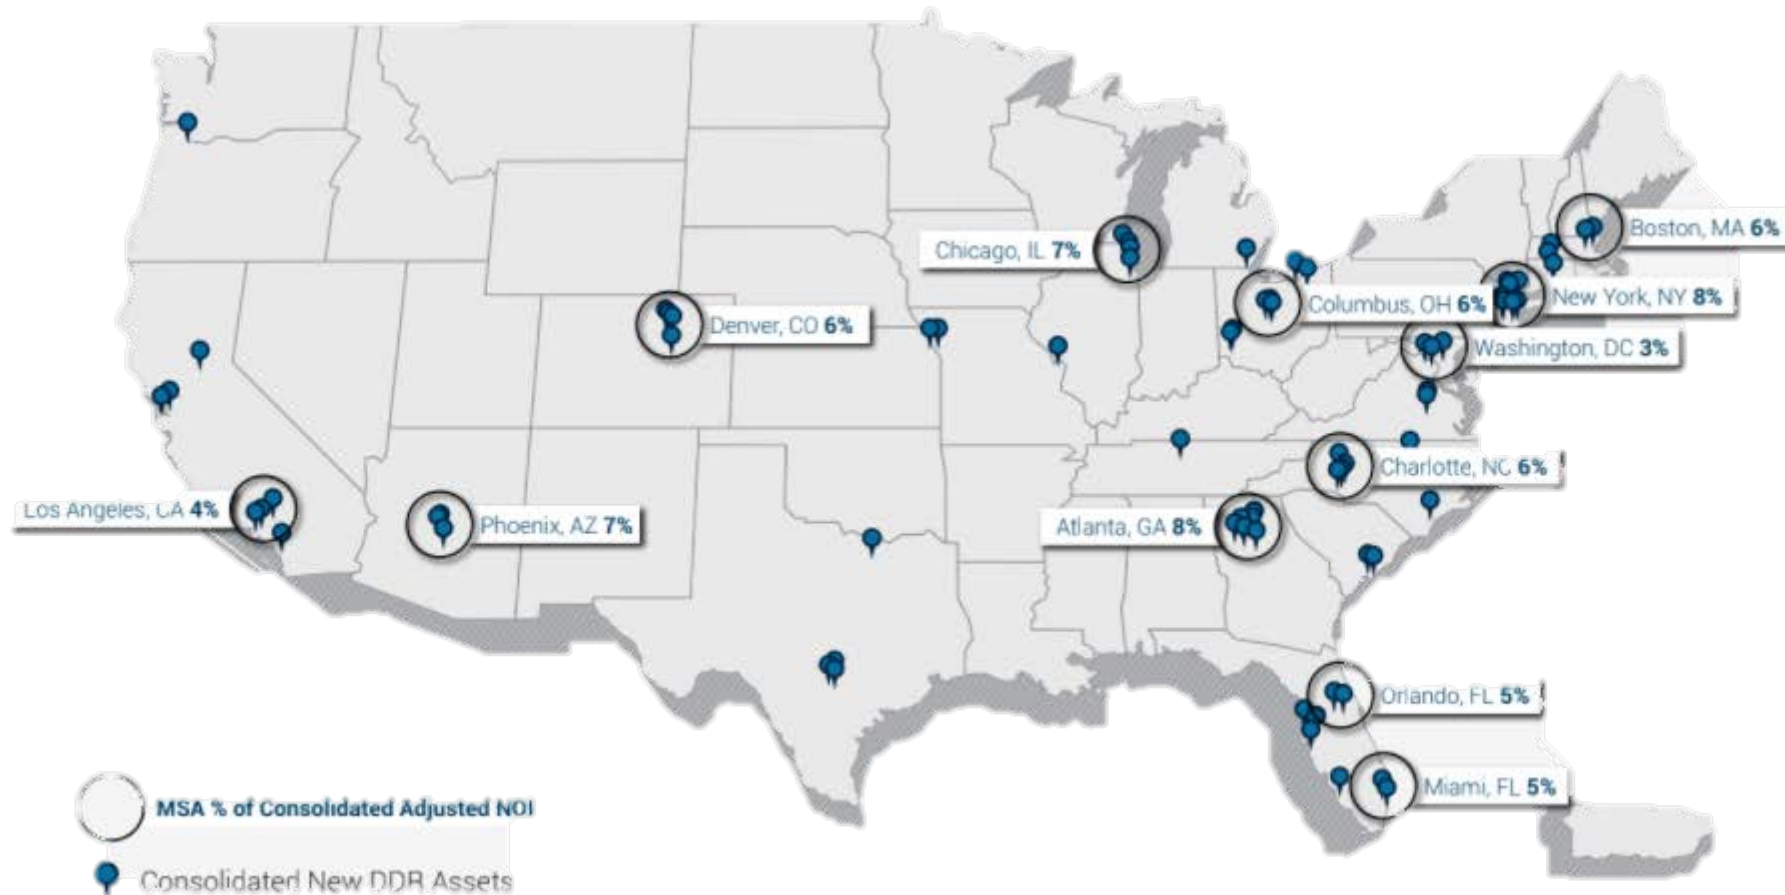 Boston, MA 6%
Chicago, IL 7%
Columbus, OH 6%
New York, NY 8%
Denver, CO 6%
Washington, DC 3%
Charlotte, NC 6%
Los Angeles, CA 4%
Phoenix, AZ 7%
Atlanta, GA 8%
Orlando, FL 5%
Miami, FL 5%
MSA % of Consolidated Adjusted NOI
Consolidated New DDR Assets